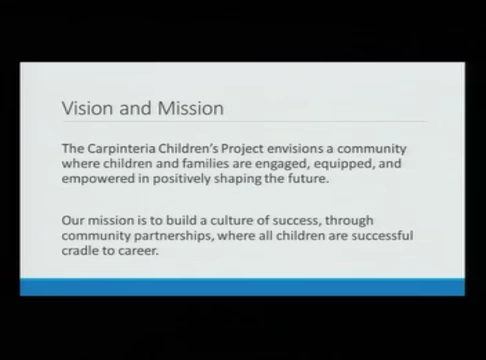 Vision and Mission
The Carpinteria Children's Project envisions a community
where children and families are engaged, equipped, and
empowered in positively shaping the future.
Our mission is to build a culture of success, through
community partnerships, where all children are successful
cradle to career.